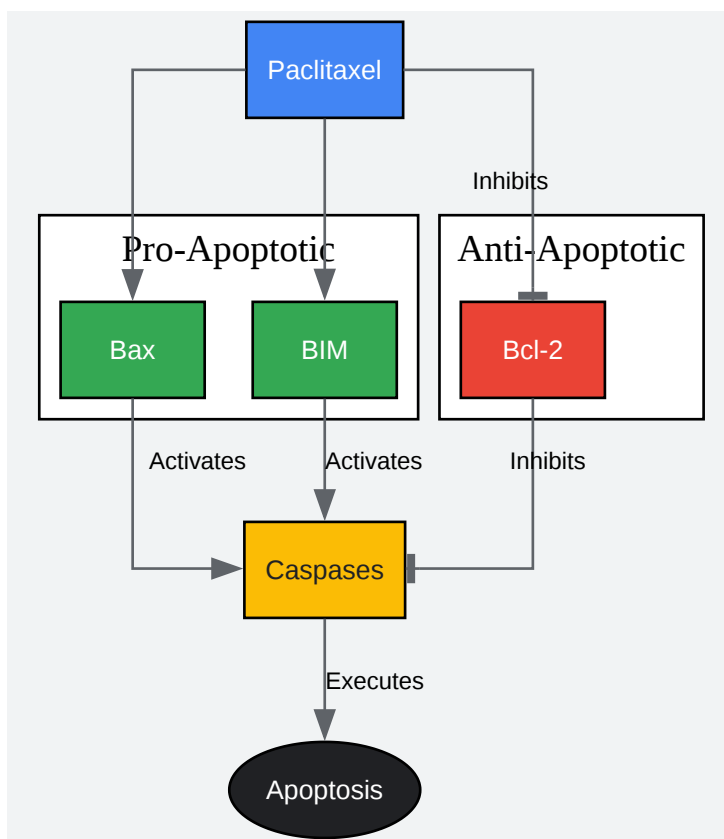 Paclitaxel
Inhibits
Pro-Apoptotic
Anti-Apoptotic
Bax
BIM
Bcl-2
Activates
Activates
Inhibits
Caspases
Executes
Apoptosis